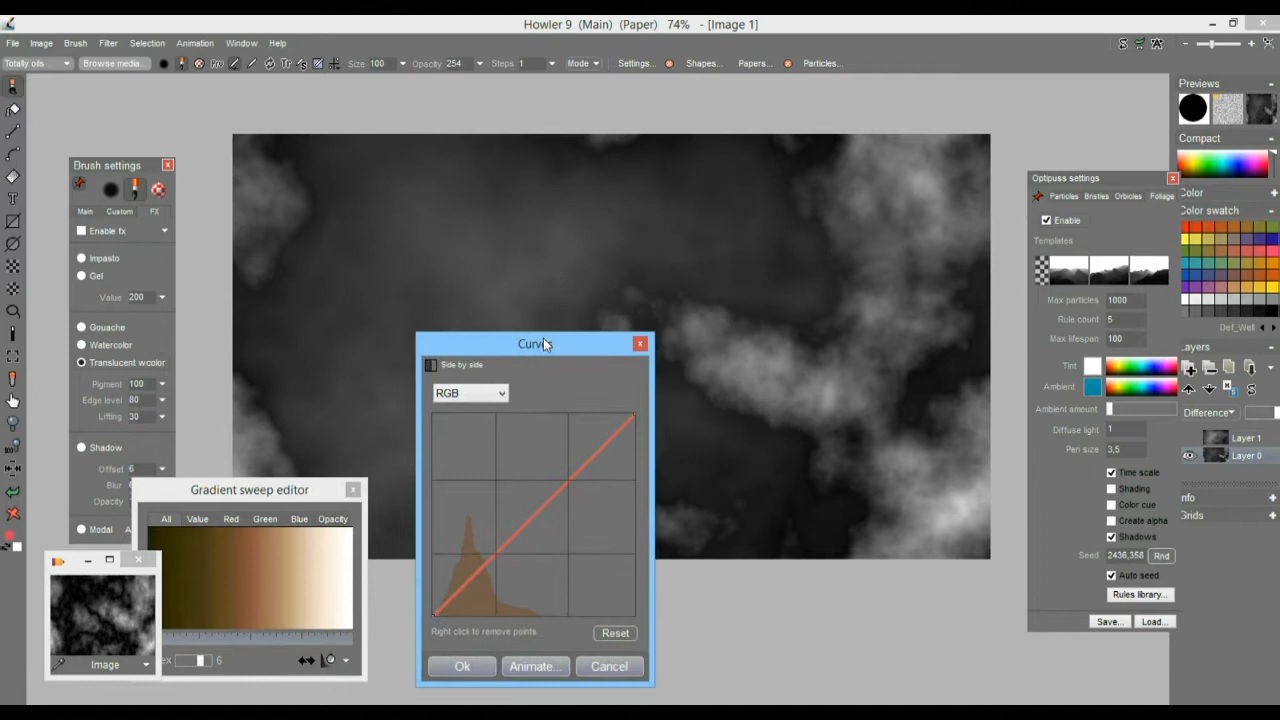 Howler 9 (Main) (Paper) 74% - [Image 1]
File Image Brush Filter Selection Animation Window Help
Totally oils Browse media... Pro Tr Size 100 Opacity 254 Steps 1 Mode Settings... Shapes... Papers... Particles...
Previews
Compact
Color
Color swatch
Def_Well
Layers
Difference
Layer 1
Layer 0
nfo
Grids
Brush settings
Main Custom FX
Enable fx
Impasto
Gel
Value 200
Gouache
Watercolor
Translucent wcolor
Pigment 100
Edge level 80
Lifting 30
Shadow
Offset 6
Opacity
Modal
Gradient sweep editor
All Value Red Green Blue Opacity
ex 6
Image
Side by side
RGB
Right click to remove points
Reset
Ok Animate... Cancel
Optipuss settings
Particles Bristles Orbicles Foliage
Enable
Templates
Max particles 1000
Rule count 5
Max lifespan 100
Tint
Ambient
Ambient amount
Diffuse light 1
Pen size 3,5
Time scale
Shading
Color cue
Create alpha
Shadows
Seed 2436,358 Rnd
Auto seed
Rules library...
Save... Load...